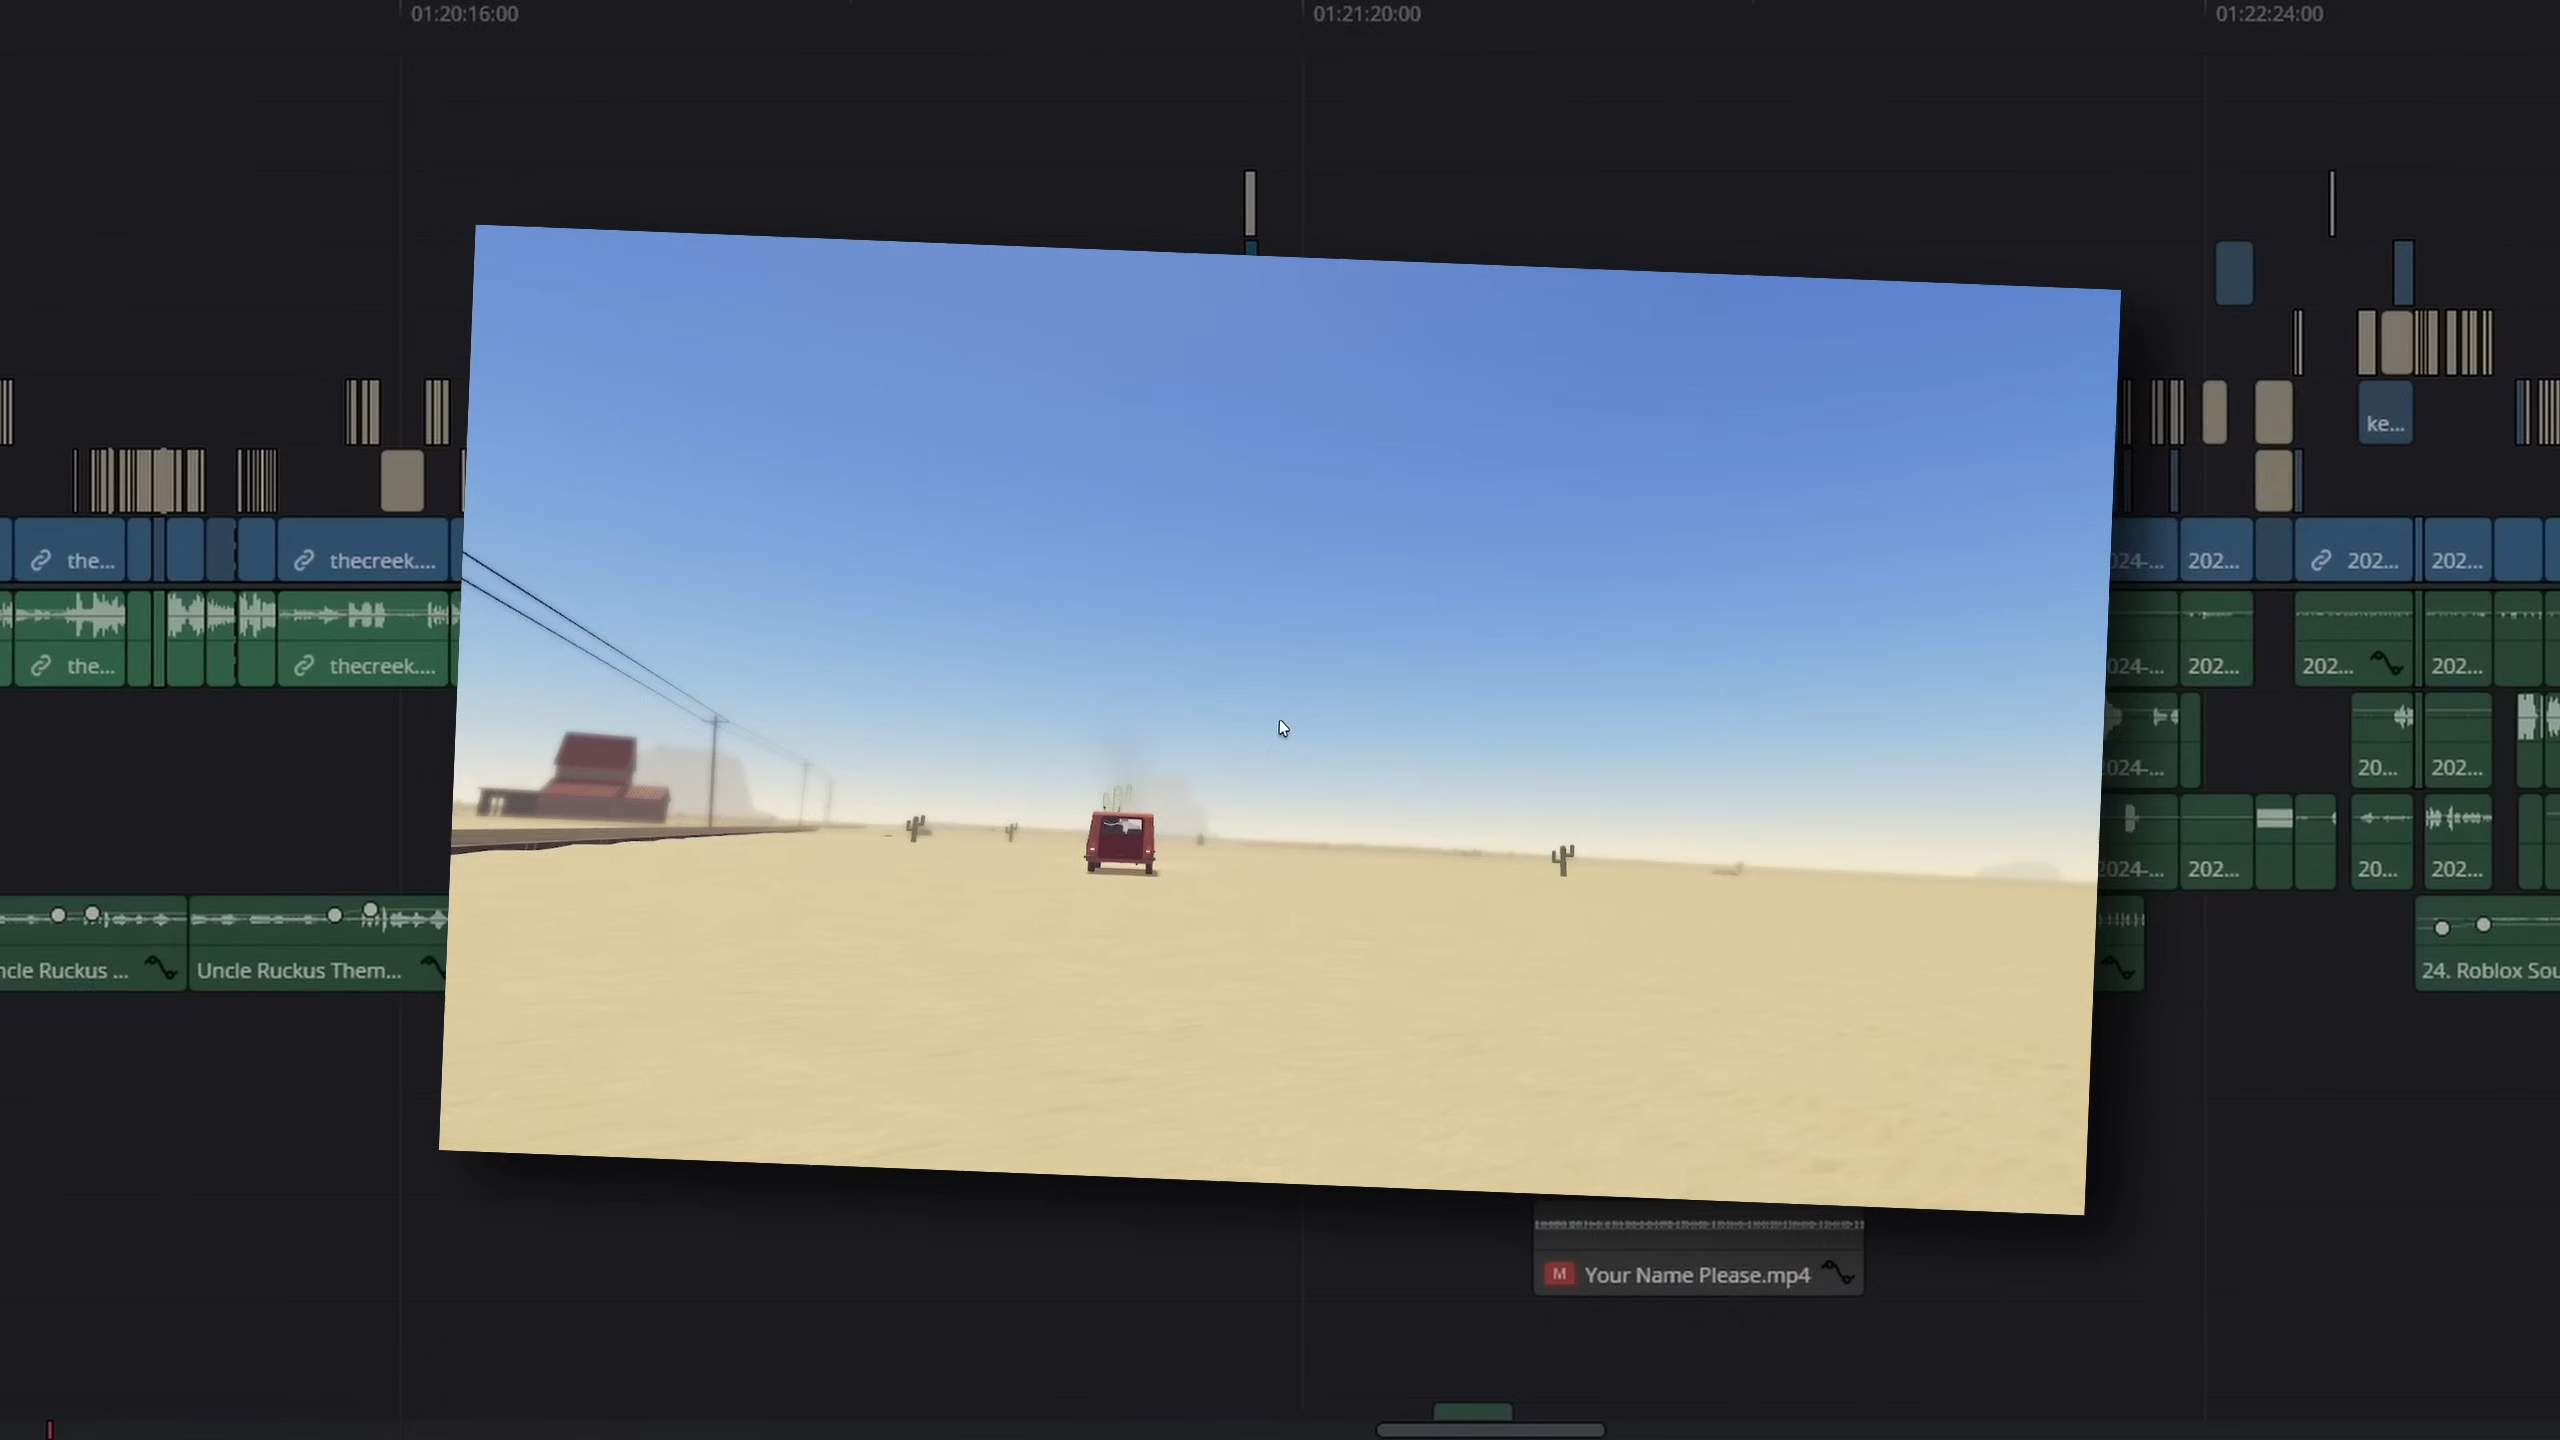 01:20:16:00 01:21:20:00 01:22:24:00
ke...
the... thecreek.... 024-... 202... 202... 202...
the... thecreek.... 024-... 202... 202... 202...
2024-... 20... 202...
2024-... 202... 20... 202...
ncle Ruckus ... Uncle Ruckus Them... 24. Roblox Sou
M Your Name Please.mp4